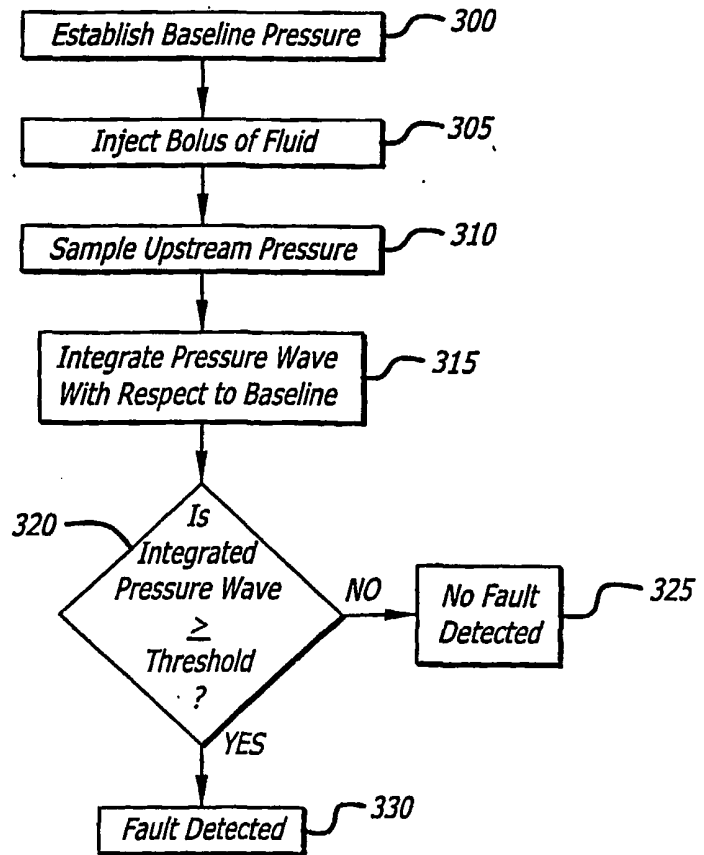 Establish Baseline Pressure
300
Inject Bolus of Fluid
305
Sample Upstream Pressure
310
Integrate Pressure Wave
With Respect to Baseline
315
320
Is
Integrated
Pressure Wave
≥
Threshold
?
NO
No Fault
Detected
325
YES
Fault Detected
330